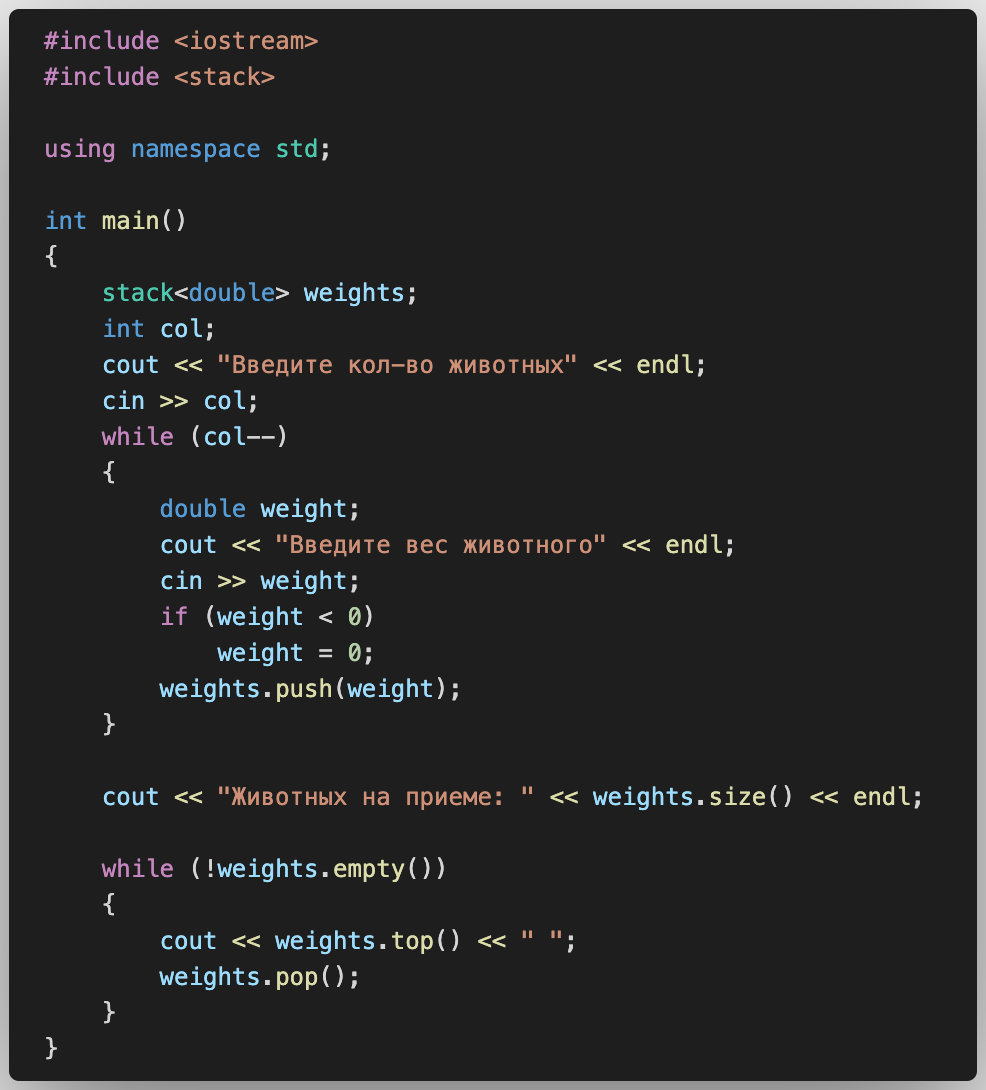 #include <iostream>
#include <stack>
using namespace std;
int main()
{
stack<double> weights;
int col;
cout << "Введите кол-во животных" << endl;
cin >> col;
while (col--)
{
double weight;
cout << "Введите вес животного" << endl;
cin >> weight;
if (weight < 0)
weight = 0;
weights.push(weight);
}
cout << "Животных на приеме: " << weights.size() << endl;
while (!weights.empty())
{
cout << weights.top() << " ";
weights.pop();
}
}